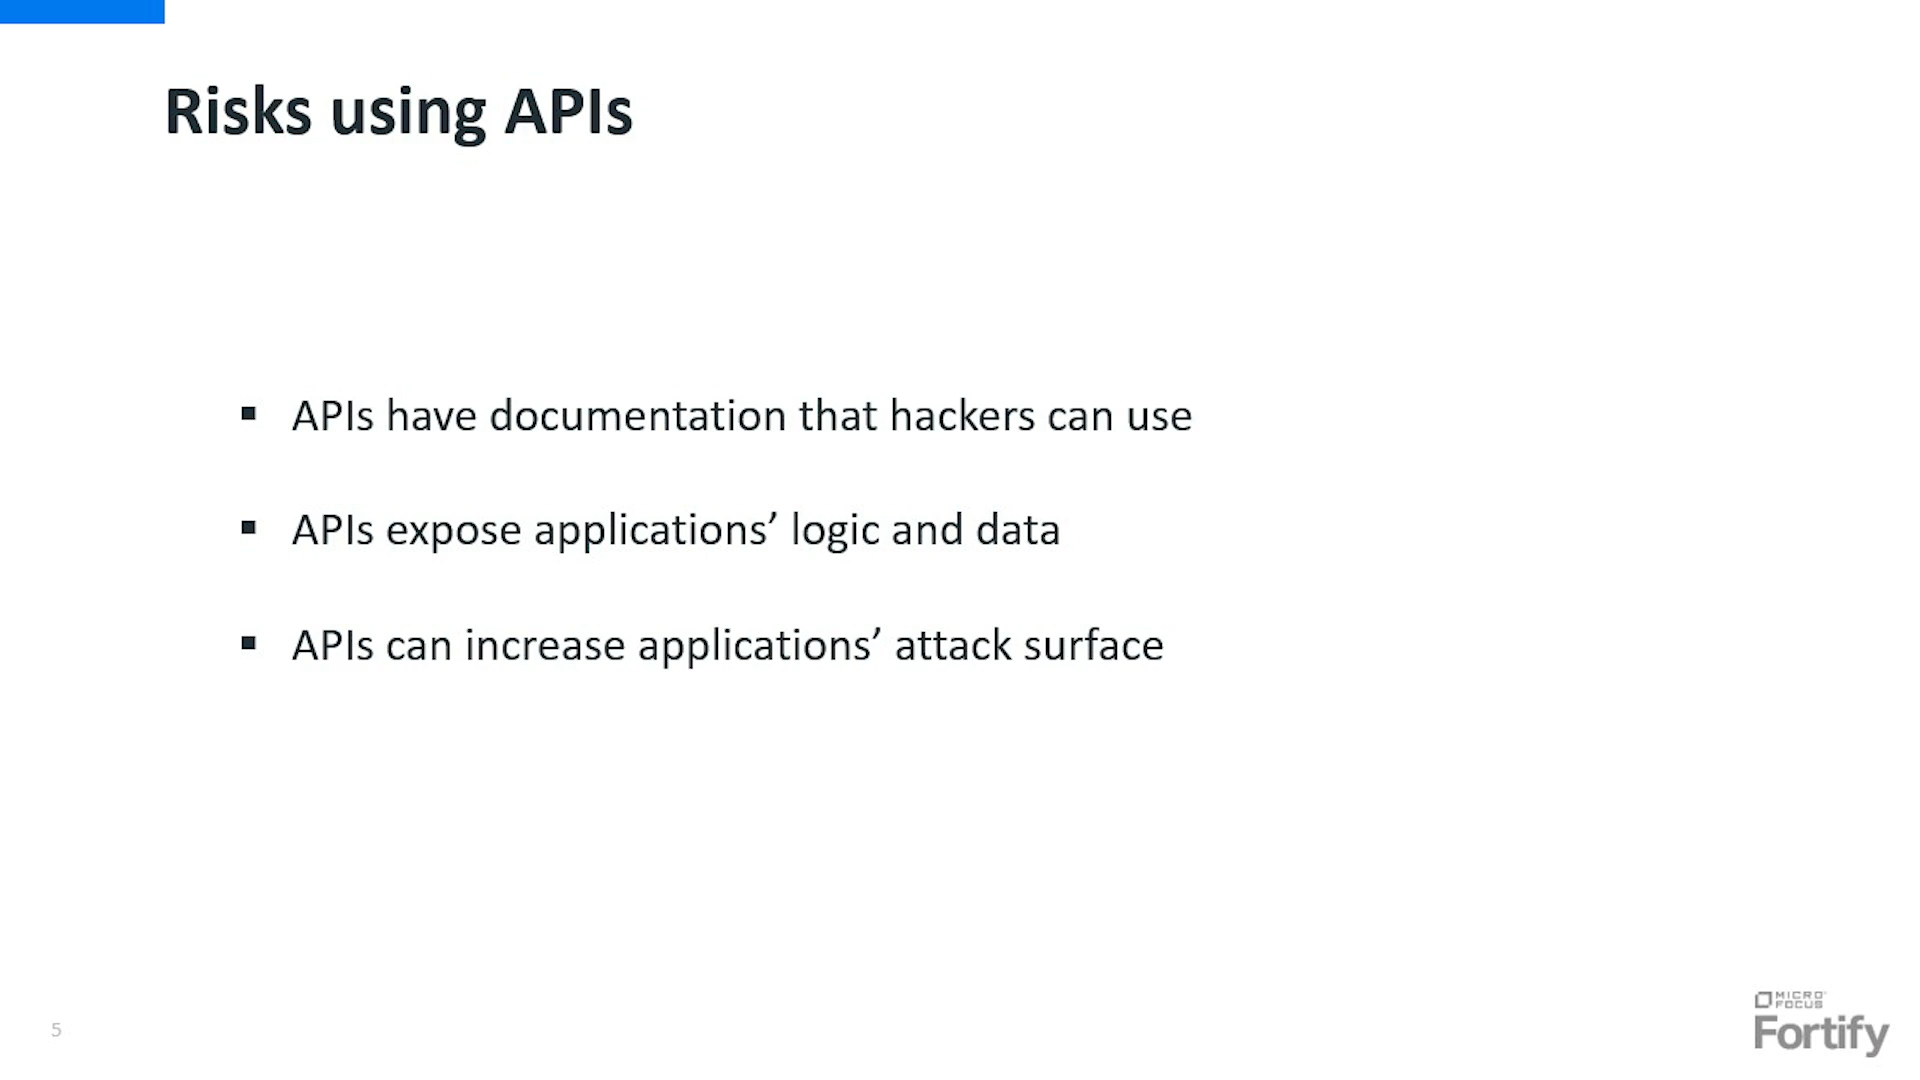 Risks using APIs
▪ APIs have documentation that hackers can use
▪ APIs expose applications’ logic and data
▪ APIs can increase applications’ attack surface
5
MICRO
FOCUS
Fortify